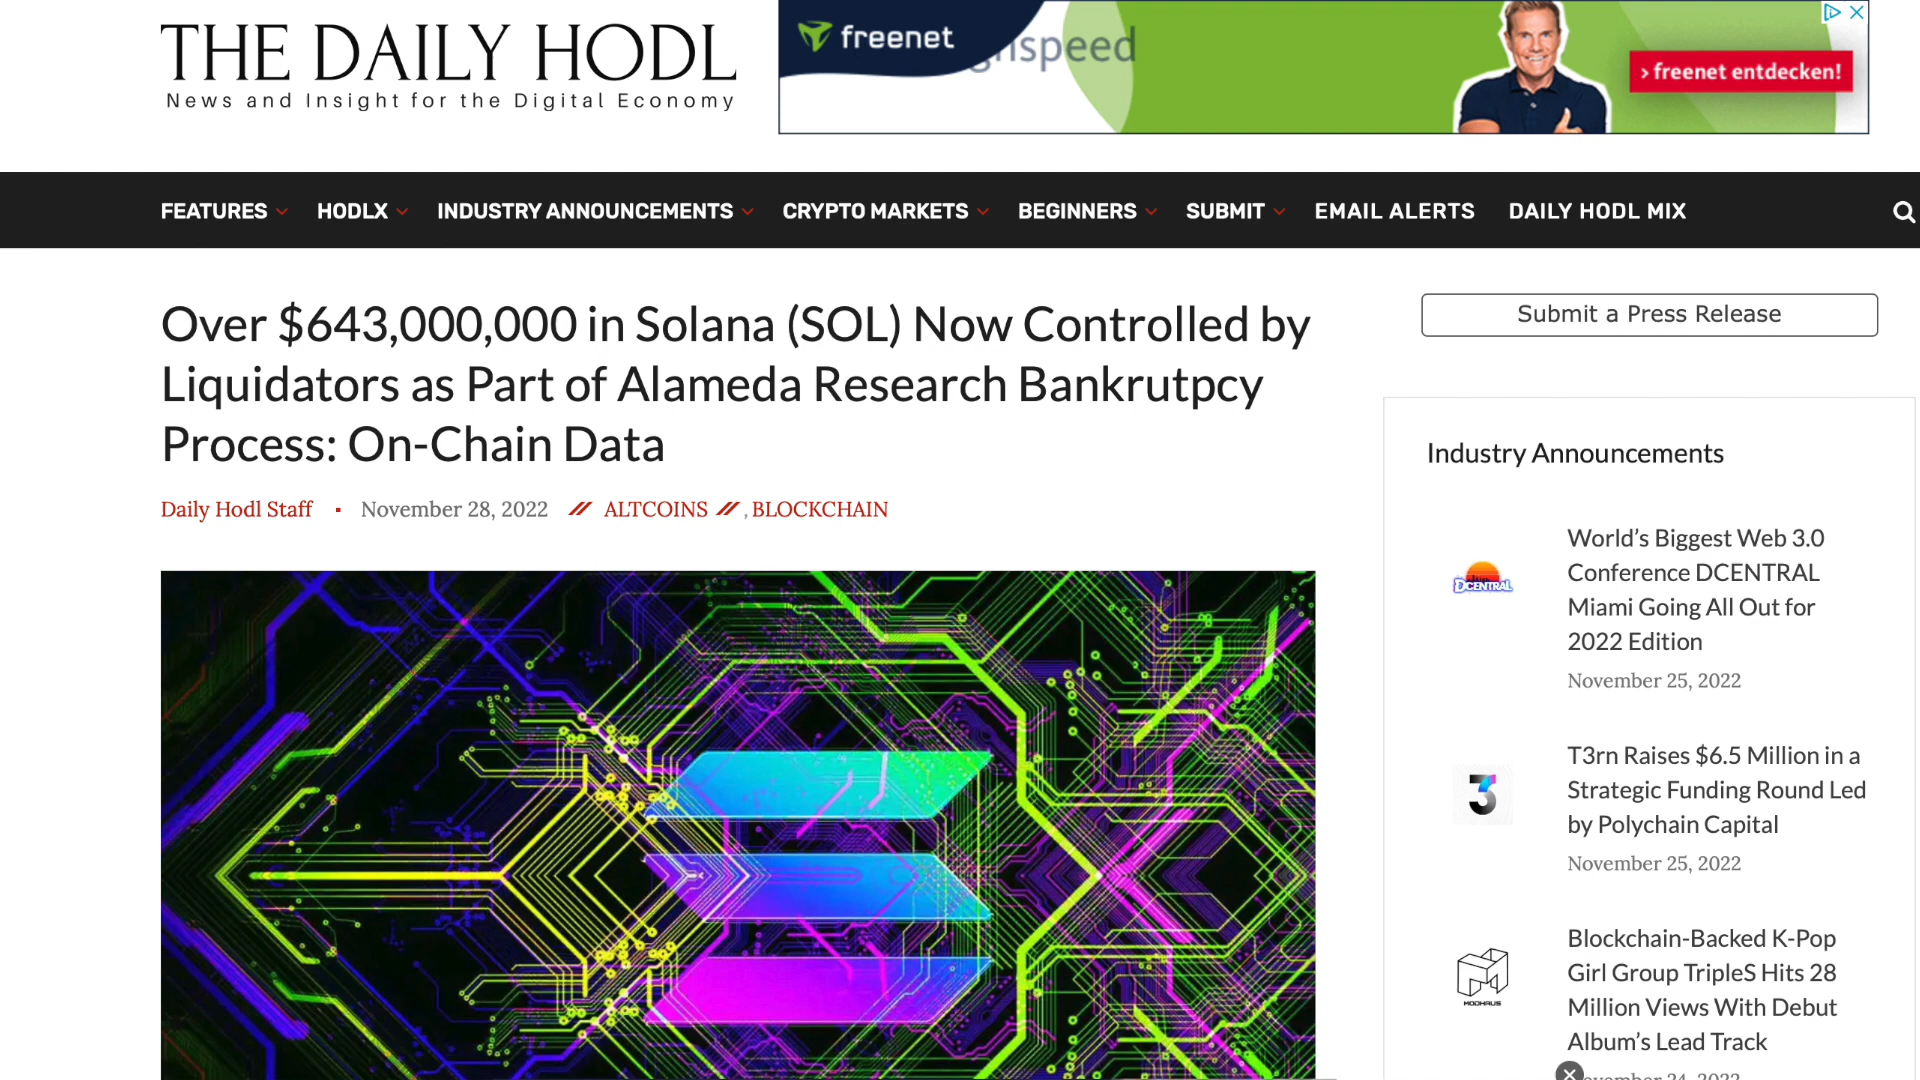 THE DAILY HODL
News and Insight for the Digital Economy
freenet
> freenet entdecken!
FEATURES
HODLX
INDUSTRY ANNOUNCEMENTS
CRYPTO MARKETS
BEGINNERS
SUBMIT
EMAIL ALERTS
DAILY HODL MIX
Over $643,000,000 in Solana (SOL) Now Controlled by
Liquidators as Part of Alameda Research Bankrutpcy
Process: On-Chain Data
Daily Hodl Staff ▪ November 28, 2022 // ALTCOINS // , BLOCKCHAIN
Submit a Press Release
Industry Announcements
DCENTRAL
World’s Biggest Web 3.0
Conference DCENTRAL
Miami Going All Out for
2022 Edition
November 25, 2022
3
T3rn Raises $6.5 Million in a
Strategic Funding Round Led
by Polychain Capital
November 25, 2022
MODHAUS
Blockchain-Backed K-Pop
Girl Group TripleS Hits 28
Million Views With Debut
Album’s Lead Track